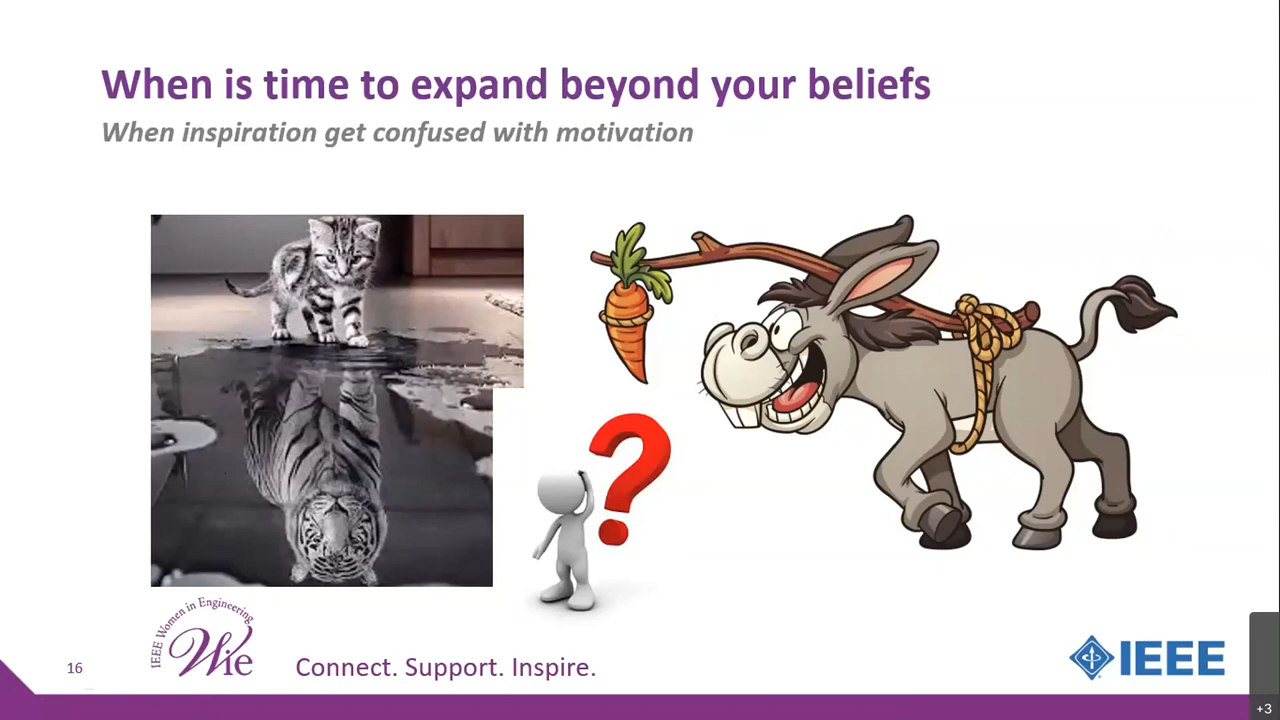 When is time to expand beyond your beliefs
When inspiration get confused with motivation
?
IEEE Women in Engineering
Wie
16
Connect. Support. Inspire.
IEEE
+3